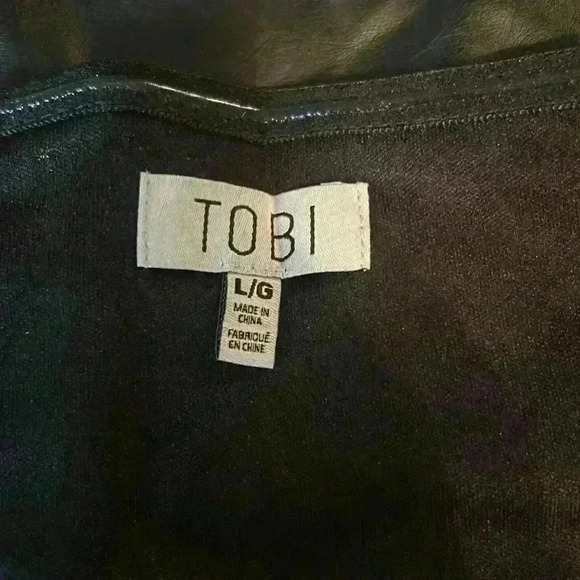 TOBI
L/G
MADE IN
CHINA
FABRIQUÉ
EN CHINE